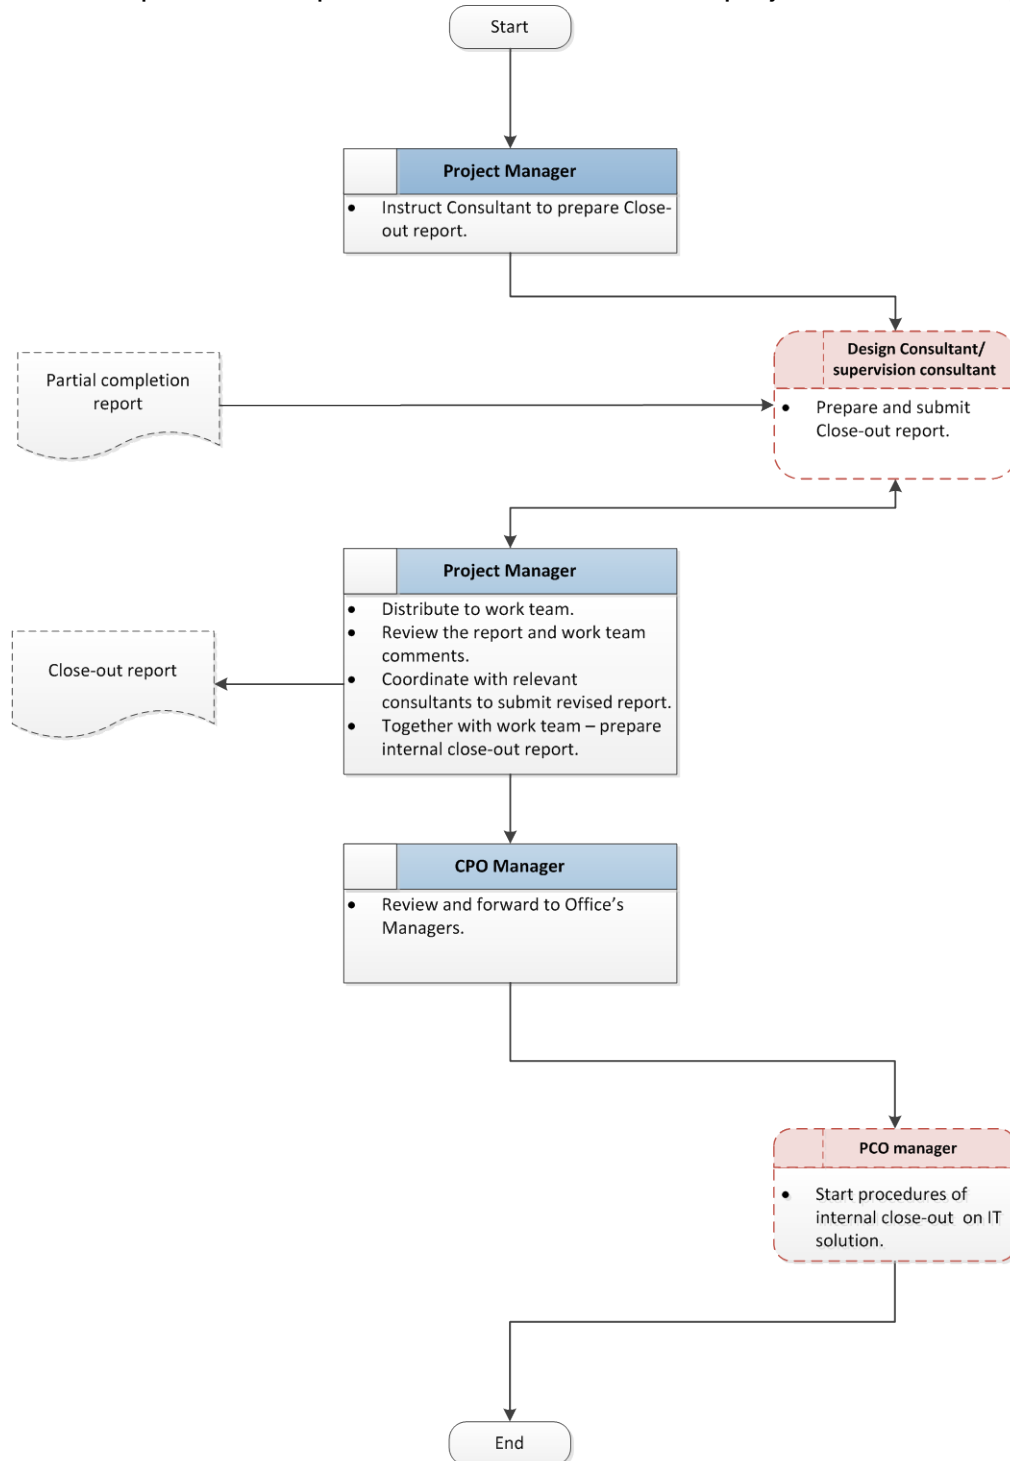 Start
Project Manager
• Instruct Consultant to prepare Close-
out report.
Design Consultant/
supervision consultant
• Prepare and submit
Close-out report.
Partial completion
report
Project Manager
• Distribute to work team.
• Review the report and work team
comments.
• Coordinate with relevant
consultants to submit revised report.
• Together with work team – prepare
internal close-out report.
Close-out report
CPO Manager
• Review and forward to Office's
Managers.
PCO manager
• Start procedures of
internal close-out on IT
solution.
End